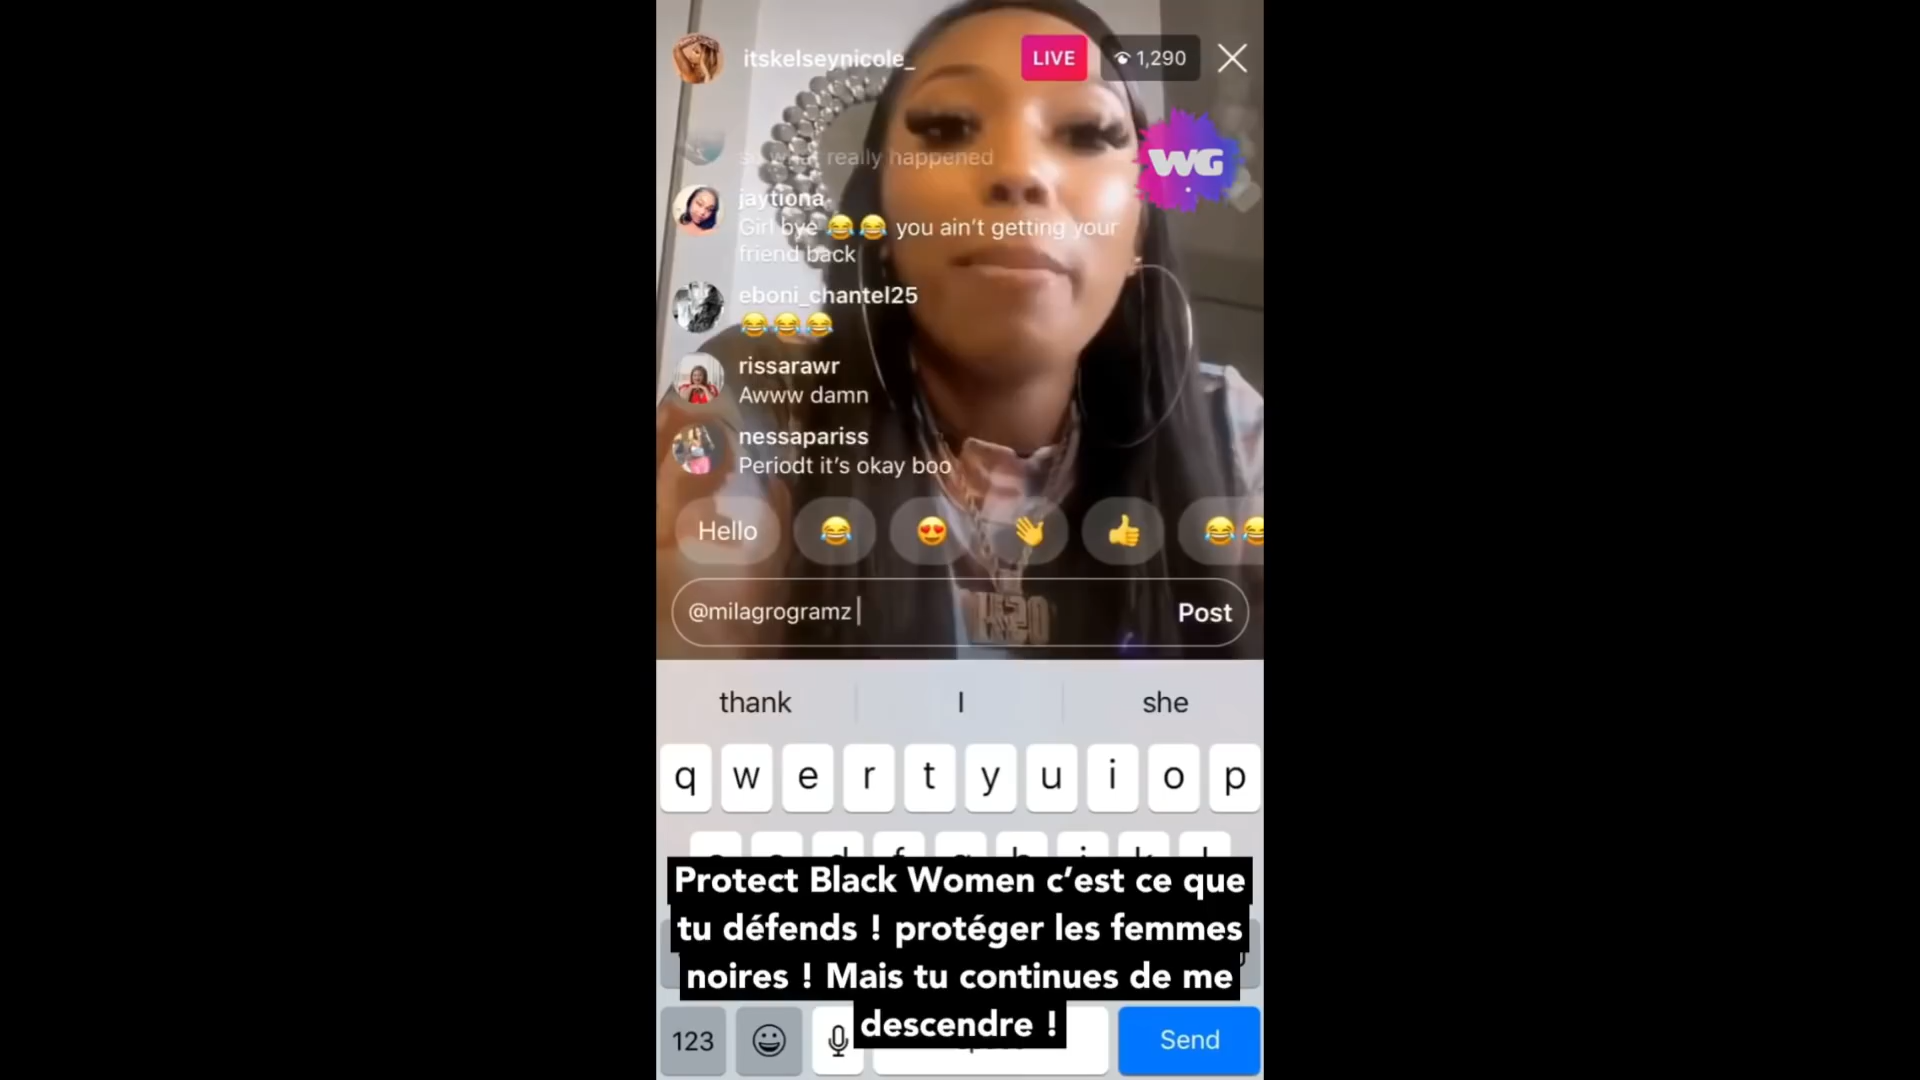 itskelseynicole_
LIVE
1,290
really happened
WG
jaytiona
Girl bye 😂😂 you ain't getting your
friend back
eboni_chantel25
😂😂😂
rissarawr
Awww damn
nessapariss
Periodt it's okay boo
Hello
@milagrogramz
Post
thank
I
she
q w e r t y u i o p
Protect Black Women c'est ce que
tu défends ! protéger les femmes
noires ! Mais tu continues de me
descendre !
123
Send